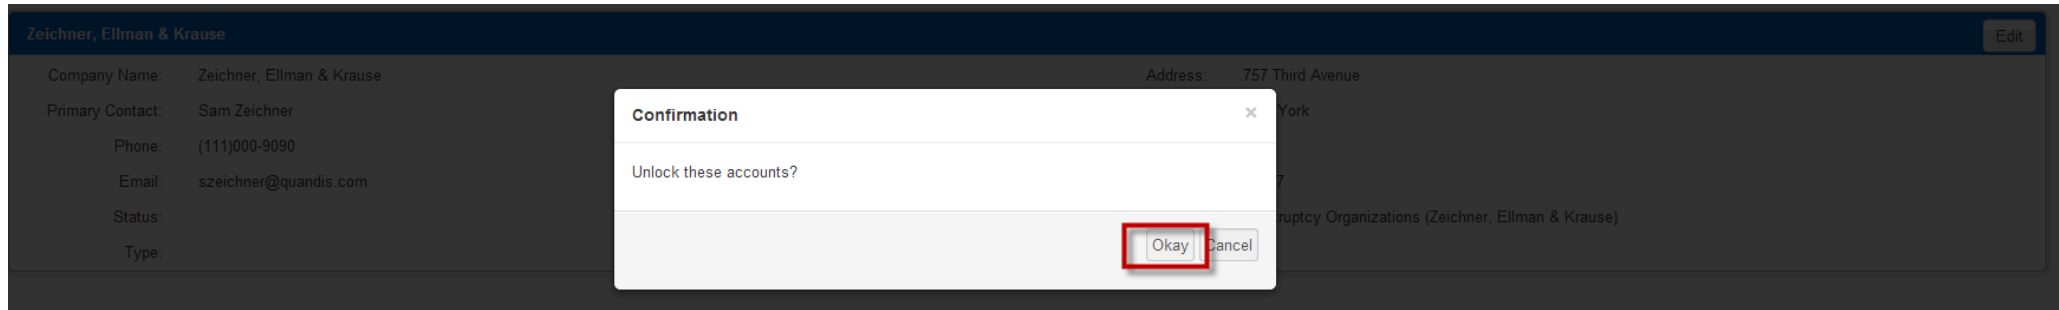 Zeichner, Ellman & Krause
Edit
Company Name: Zeichner, Ellman & Krause
Address: 757 Third Avenue
Primary Contact: Sam Zeichner
York
Phone: (111)000-9090
Email: szeichner@quandis.com
7
Status:
ruptcy Organizations (Zeichner, Ellman & Krause)
Type:
Confirmation ×
Unlock these accounts?
Okay Cancel